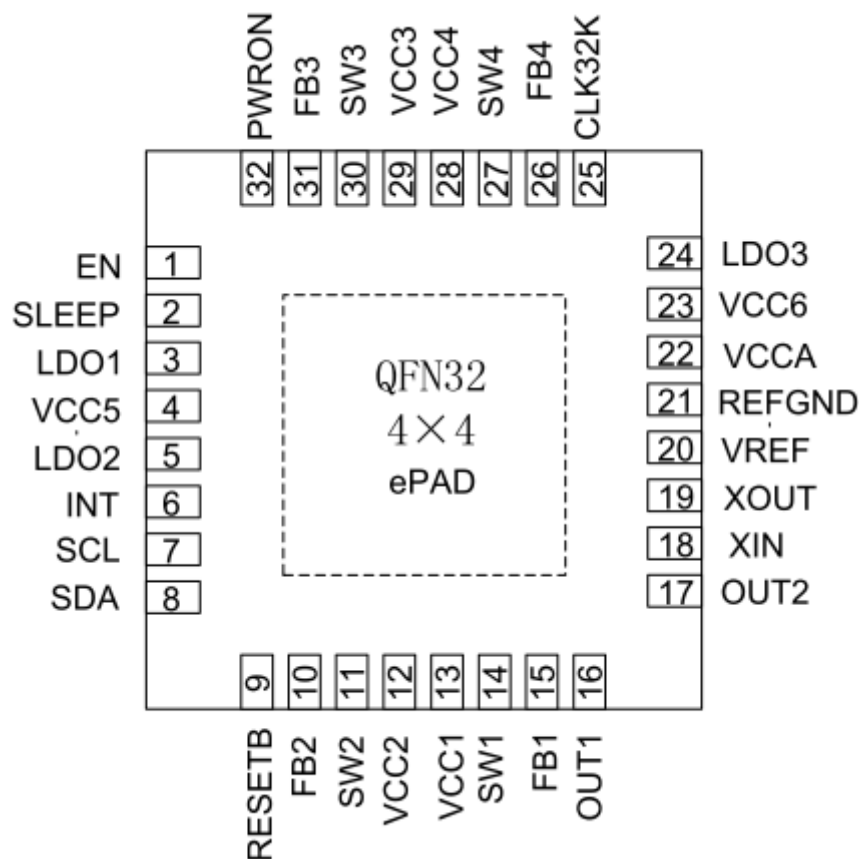 PWRON
FB3
SW3
VCC3
VCC4
SW4
FB4
CLK32K
32
31
30
29
28
27
26
25
EN 1
SLEEP 2
LDO1 3
VCC5 4
LDO2 5
INT 6
SCL 7
SDA 8
QFN32
4×4
ePAD
24 LDO3
23 VCC6
22 VCCA
21 REFGND
20 VREF
19 XOUT
18 XIN
17 OUT2
9
10
11
12
13
14
15
16
RESETB
FB2
SW2
VCC2
VCC1
SW1
FB1
OUT1